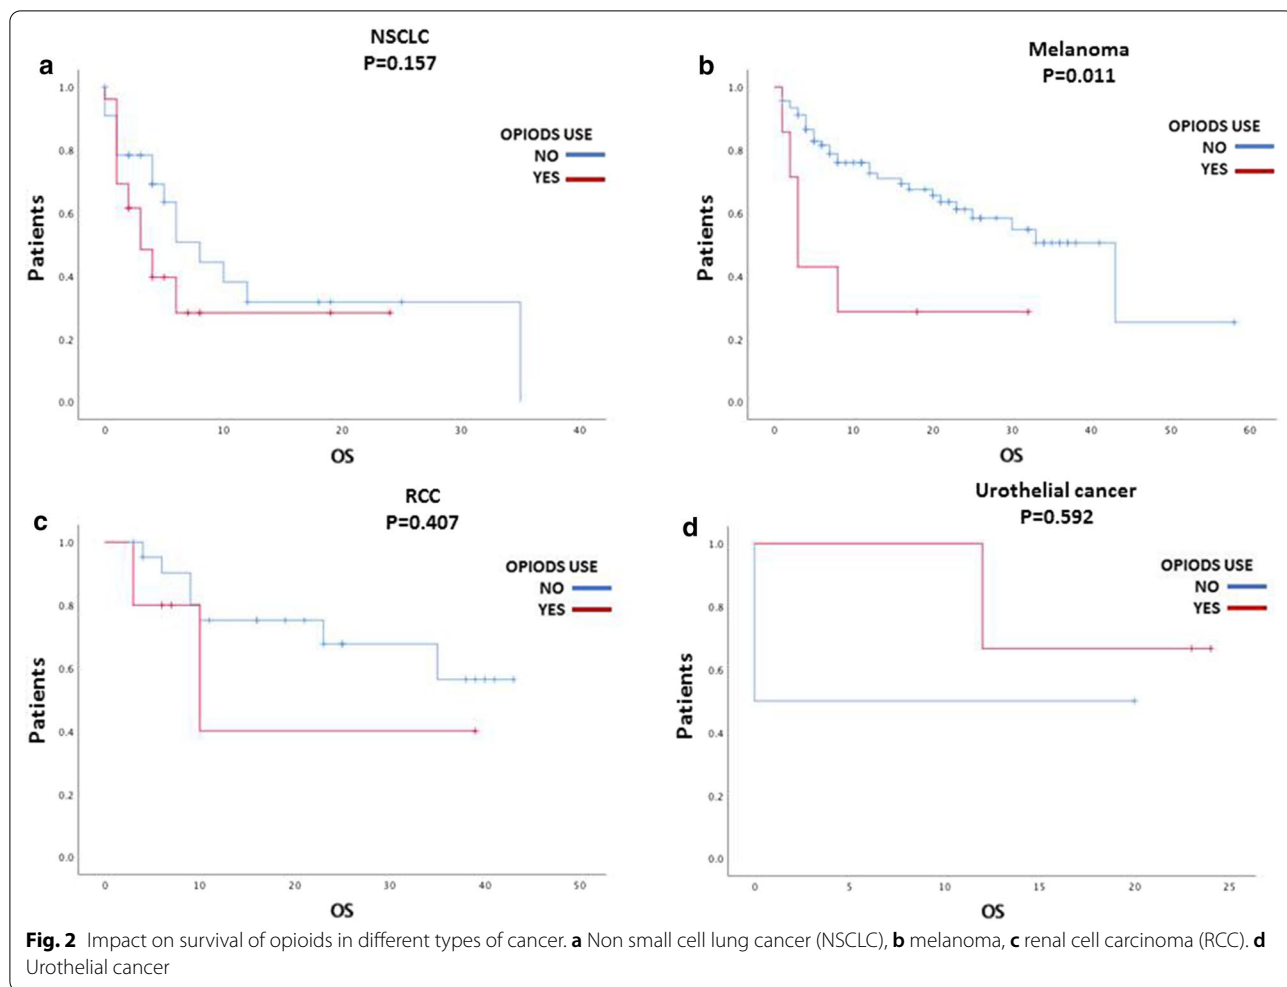 a
NSCLC
P=0.157
OPIODS USE
NO
YES
Patients
1.0
0.8
0.6
0.4
0.2
0.0
0 10 20 30 40
OS
b
Melanoma
P=0.011
OPIODS USE
NO
YES
Patients
1.0
0.8
0.6
0.4
0.2
0.0
0 10 20 30 40 50 60
OS
c
RCC
P=0.407
OPIODS USE
NO
YES
Patients
1.0
0.8
0.6
0.4
0.2
0.0
0 10 20 30 40 50
OS
d
Urothelial cancer
P=0.592
OPIODS USE
NO
YES
Patients
1.0
0.8
0.6
0.4
0.2
0.0
0 5 10 15 20 25
OS
Fig. 2 Impact on survival of opioids in different types of cancer. a Non small cell lung cancer (NSCLC), b melanoma, c renal cell carcinoma (RCC). d
Urothelial cancer